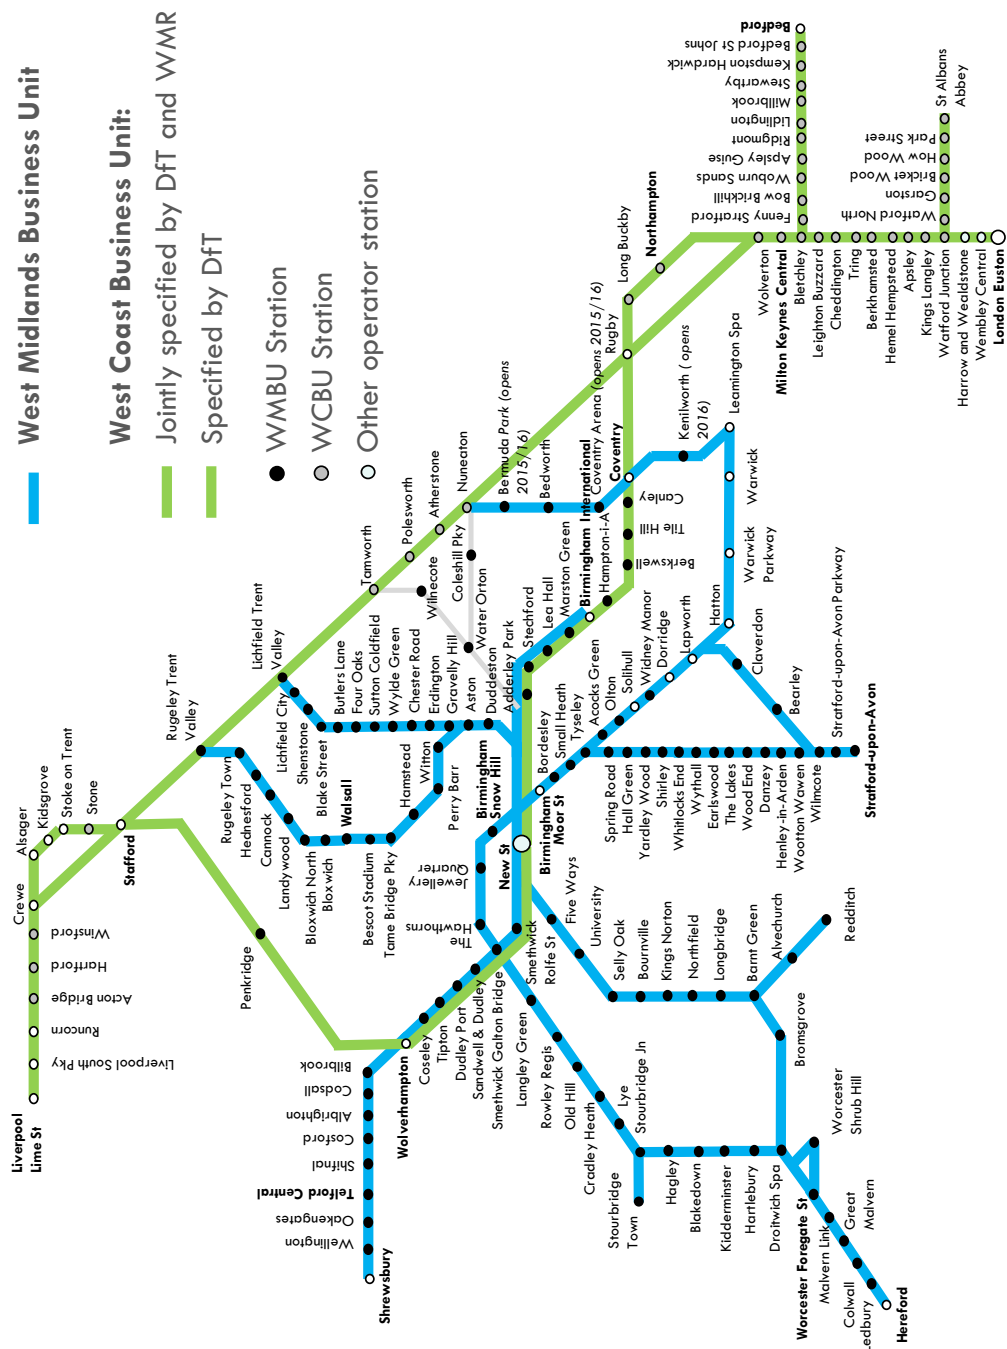 West Midlands Business Unit
West Coast Business Unit:
Jointly specified by DfT and WMR
Specified by DfT
WMBU Station
WCBU Station
Other operator station
Liverpool
Lime St
Liverpool South Pky
Runcorn
Acton Bridge
Hartford
Winsford
Crewe
Alsager
Kidsgrove
Stoke on Trent
Stone
Stafford
Penkridge
Rugeley Trent
Valley
Lichfield Trent
Valley
Tamworth
Polesworth
Atherstone
Nuneaton
Rugby
Long Buckby
Northampton
Wolverton
Milton Keynes Central
Bletchley
Leighton Buzzard
Cheddington
Tring
Berkhamsted
Hemel Hempstead
Apsley
Kings Langley
Watford Junction
Harrow and Wealdstone
Wembley Central
London Euston
Fenny Stratford
Bow Brickhill
Woburn Sands
Apsley Guise
Ridgmont
Lidlington
Millbrook
Stewartby
Kempston Hardwick
Bedford St Johns
Bedford
Watford North
Garston
Bricket Wood
How Wood
Park Street
St Albans
Abbey
Rugeley Town
Hednesford
Cannock
Landywood
Bloxwich North
Bloxwich
Walsall
Bescot Stadium
Tame Bridge Pky
Hamstead
Perry Barr
Witton
Lichfield City
Shenstone
Blake Street
Butlers Lane
Four Oaks
Sutton Coldfield
Wylde Green
Chester Road
Erdington
Gravelly Hill
Aston
Duddeston
Adderley Park
Stechford
Lea Hall
Marston Green
Birmingham International
Hampton-i-A
Berkswell
Tile Hill
Canley
Coventry
Wilnecote
Coleshill Pky
Water Orton
Bermuda Park (opens
2015/16)
Bedworth
Coventry Arena (opens 2015/16)
Kenilworth ( opens
2016)
Leamington Spa
Warwick
Warwick
Parkway
Hatton
Lapworth
Dorridge
Widney Manor
Solihull
Olton
Acocks Green
Tyseley
Small Heath
Bordesley
Birmingham
Moor St
Birmingham
Snow Hill
New St
Jewellery
Quarter
The
Hawthorns
Claverdon
Bearley
Spring Road
Hall Green
Yardley Wood
Shirley
Whitlocks End
Wythall
Earlswood
The Lakes
Wood End
Danzey
Henley-in-Arden
Wootton Wawen
Wilmcote
Stratford-upon-Avon Parkway
Stratford-upon-Avon
Shrewsbury
Wellington
Oakengates
Telford Central
Shifnal
Cosford
Albrighton
Codsall
Bilbrook
Wolverhampton
Coseley
Tipton
Dudley Port
Sandwell & Dudley
Smethwick Galton Bridge
Smethwick
Rolfe St
Langley Green
Rowley Regis
Old Hill
Cradley Heath
Lye
Stourbridge Jn
Stourbridge
Town
Hagley
Blakedown
Kidderminster
Hartlebury
Droitwich Spa
Five Ways
University
Selly Oak
Bournville
Kings Norton
Northfield
Longbridge
Barnt Green
Alvechurch
Redditch
Bromsgrove
Worcester
Shrub Hill
Worcester Foregate St
Malvern Link
Great
Malvern
Colwall
Ledbury
Hereford